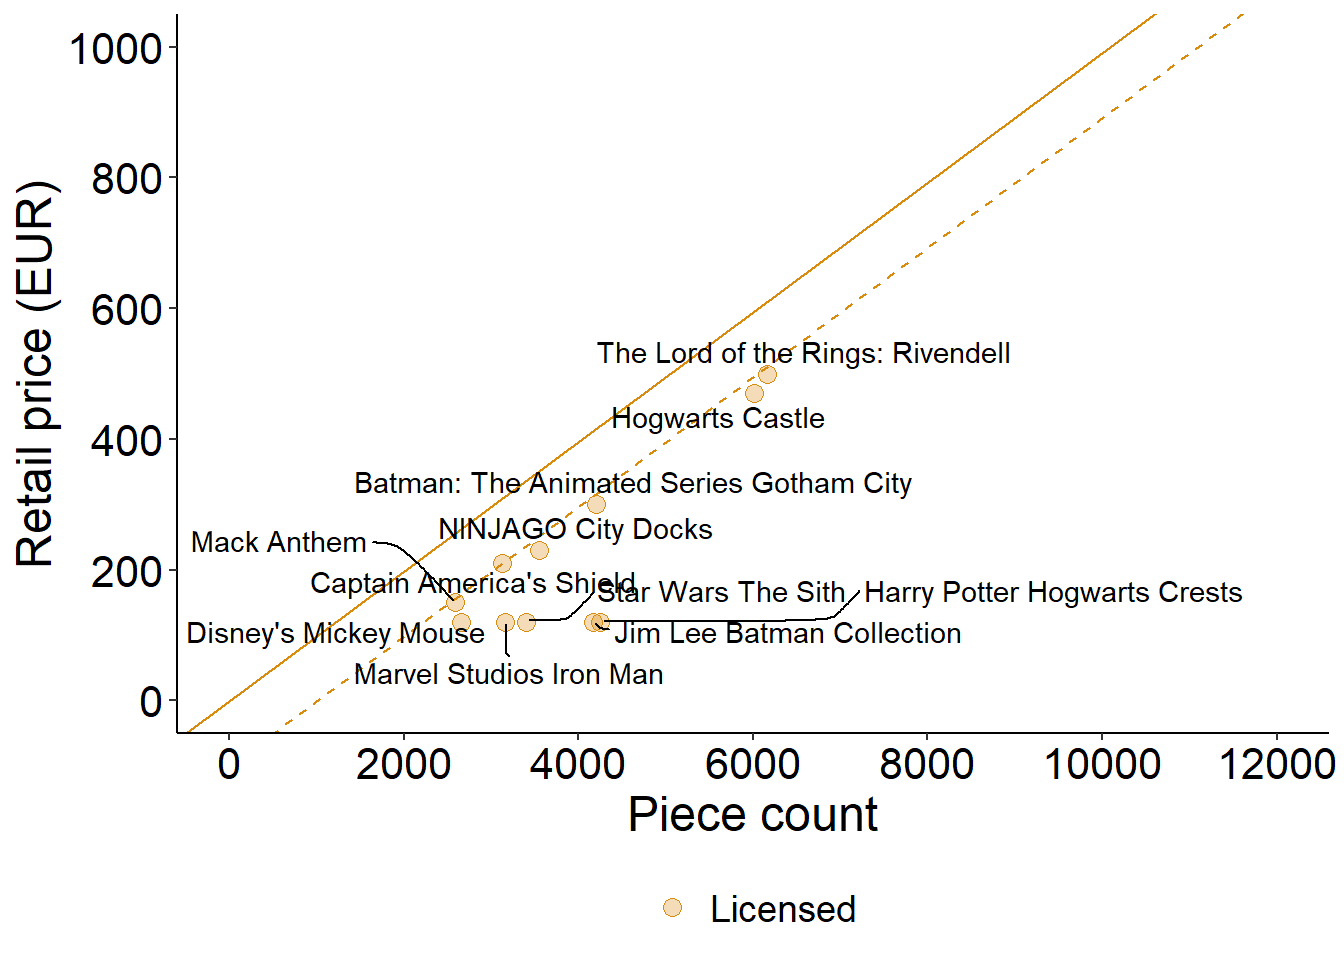 1000
800
600
400
200
0
Retail price (EUR)
The Lord of the Rings: Rivendell
Hogwarts Castle
Batman: The Animated Series Gotham City
NINJAGO City Docks
Mack Anthem
Captain America's Shield
Star Wars The Sith
Harry Potter Hogwarts Crests
Disney's Mickey Mouse
Jim Lee Batman Collection
Marvel Studios Iron Man
0 2000 4000 6000 8000 10000 12000
Piece count
Licensed